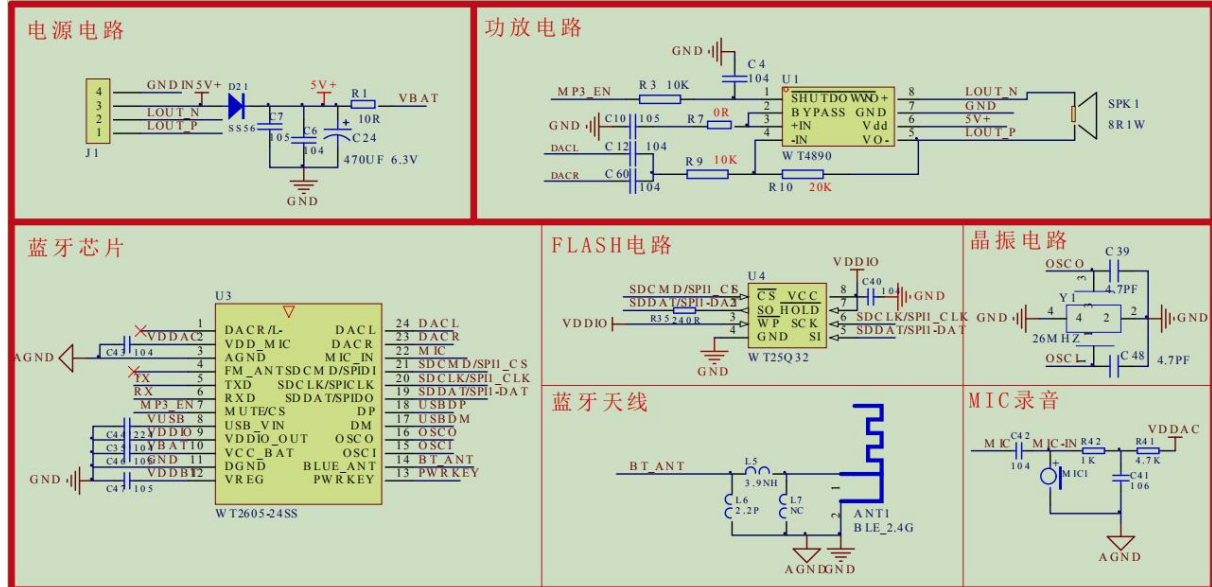 电源电路
GND
IN5V+
D21
5V+
R1
VBAT
LOUT_N
LOUT_P
4
3
2
1
J1
SS56
C7
105
C6
104
C24
10R
470UF 6.3V
GND
功放电路
GND
C4
104
U1
MP3_EN
R3 10K
1
SHUTDOWN
VO+
8
LOUT_N
C10
105
R7
0R
2
BYPASS
GND
7
GND
GND
3
+IN
Vdd
6
5V+
4
-IN
VO-
5
LOUT_P
SPK1
8R1W
DACL
C12
104
R9
10K
WT4890
DACR
C60
104
R10
20K
蓝牙芯片
U3
1 DACR/L- DACL 24 DACL
VDDAC 2 VDD_MIC DACR 23 DACR
AGND C43 104 3 AGND MIC_IN 22 MIC
4 FM_ANT SDCMD/SPIDI 21 SDCMD/SPI1_CS
TX 5 TXD SDCLK/SPICLK 20 SDCLK/SPI1_CLK
RX 6 RXD SDDAT/SPIDO 19 SDDAT/SPI1-DAT
MP3_EN 7 MUTE/CS DP 18 USBDP
VUSB 8 USB_VIN DM 17 USBDM
C44 224 VDDIO 9 VDDIO_OUT OSCO 16 OSCO
C35 104 VBAT 10 VCC_BAT OSCI 15 OSCI
C46 GND 11 DGND BLUE_ANT 14 BT_ANT
GND VDDBT 12 VREG PWRKEY 13 PWRKEY
C47 105
WT2605-24SS
FLASH电路
VDDIO
U4
SDCMD/SPI1_CS
CS VCC 8
C40
104
GND
SO HOLD 7
R35 240R
VDDIO
3 WP SCK 6 SDCLK/SPI1_CLK
4 GND SI 5 SDDAT/SPI1-DAT
GND
WT25Q32
晶振电路
OSCO
C39
4.7PF
3
Y1
GND
4
4 2
2
GND
26MHZ
OSCI
C48
4.7PF
蓝牙天线
BT_ANT
L5
3.9NH
L6
2.2P
L7
NC
1
2
ANT1
BLE_2.4G
AGND
GND
MIC录音
VDDAC
MIC
C42
104
MIC-IN
R42
1K
R41
4.7K
MIC1
C41
106
AGND